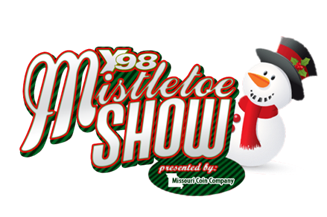 Y98
Mistletoe
SHOW
presented by:
Missouri Coin Company